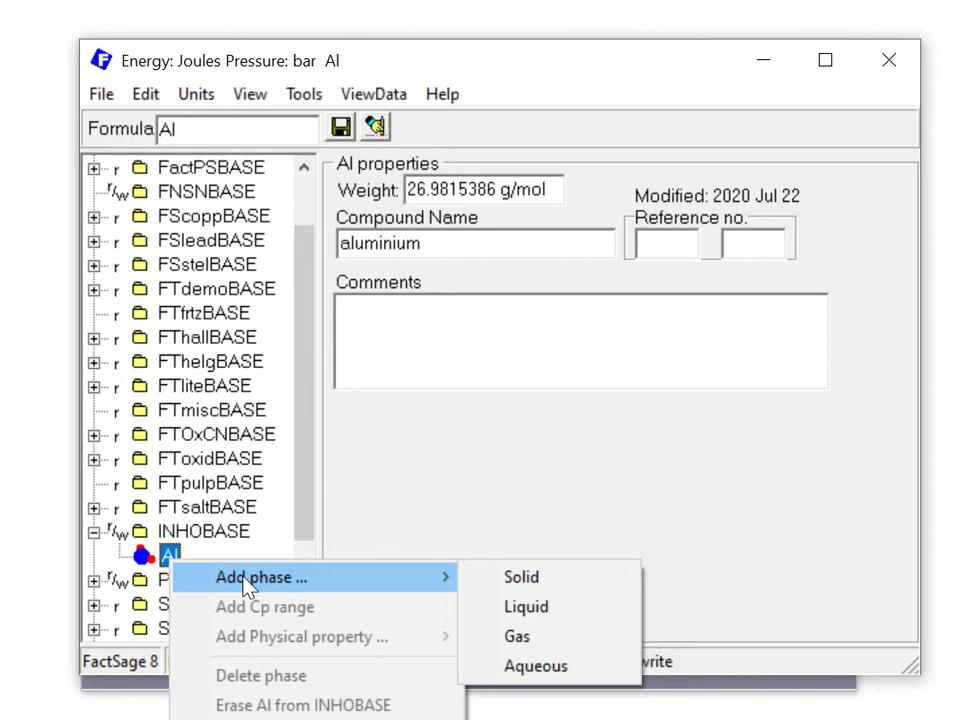 Energy: Joules Pressure: bar Al
File Edit Units View Tools ViewData Help
Formula Al
FactPSBASE
r/w FNSNBASE
r FScoppBASE
r FSleadBASE
r FSstelBASE
r FTdemoBASE
r FTfrtzBASE
r FThallBASE
r FThelgBASE
r FTliteBASE
r FTmiscBASE
r FTOxCNBASE
r FToxidBASE
r FTpulpBASE
r FTsaltBASE
r/w INHOBASE
Al
r/w P
r S
r S
Al properties
Weight: 26.9815386 g/mol
Modified: 2020 Jul 22
Compound Name
Reference no.
aluminium
Comments
Add phase ...
Add Cp range
Add Physical property ...
Delete phase
Erase Al from INHOBASE
Solid
Liquid
Gas
Aqueous
FactSage 8
write